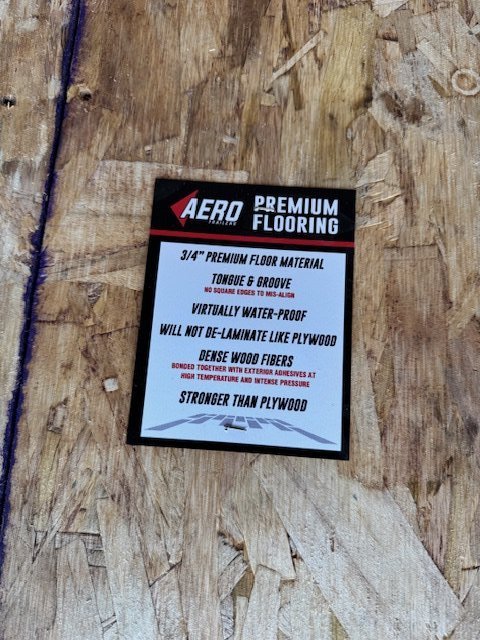 AERO
TRAILERS
PREMIUM
FLOORING
3/4" PREMIUM FLOOR MATERIAL
TONGUE & GROOVE
NO SQUARE EDGES TO MIS-ALIGN
VIRTUALLY WATER-PROOF
WILL NOT DE-LAMINATE LIKE PLYWOOD
DENSE WOOD FIBERS
BONDED TOGETHER WITH EXTERIOR ADHESIVES AT
HIGH TEMPERATURE AND INTENSE PRESSURE
STRONGER THAN PLYWOOD